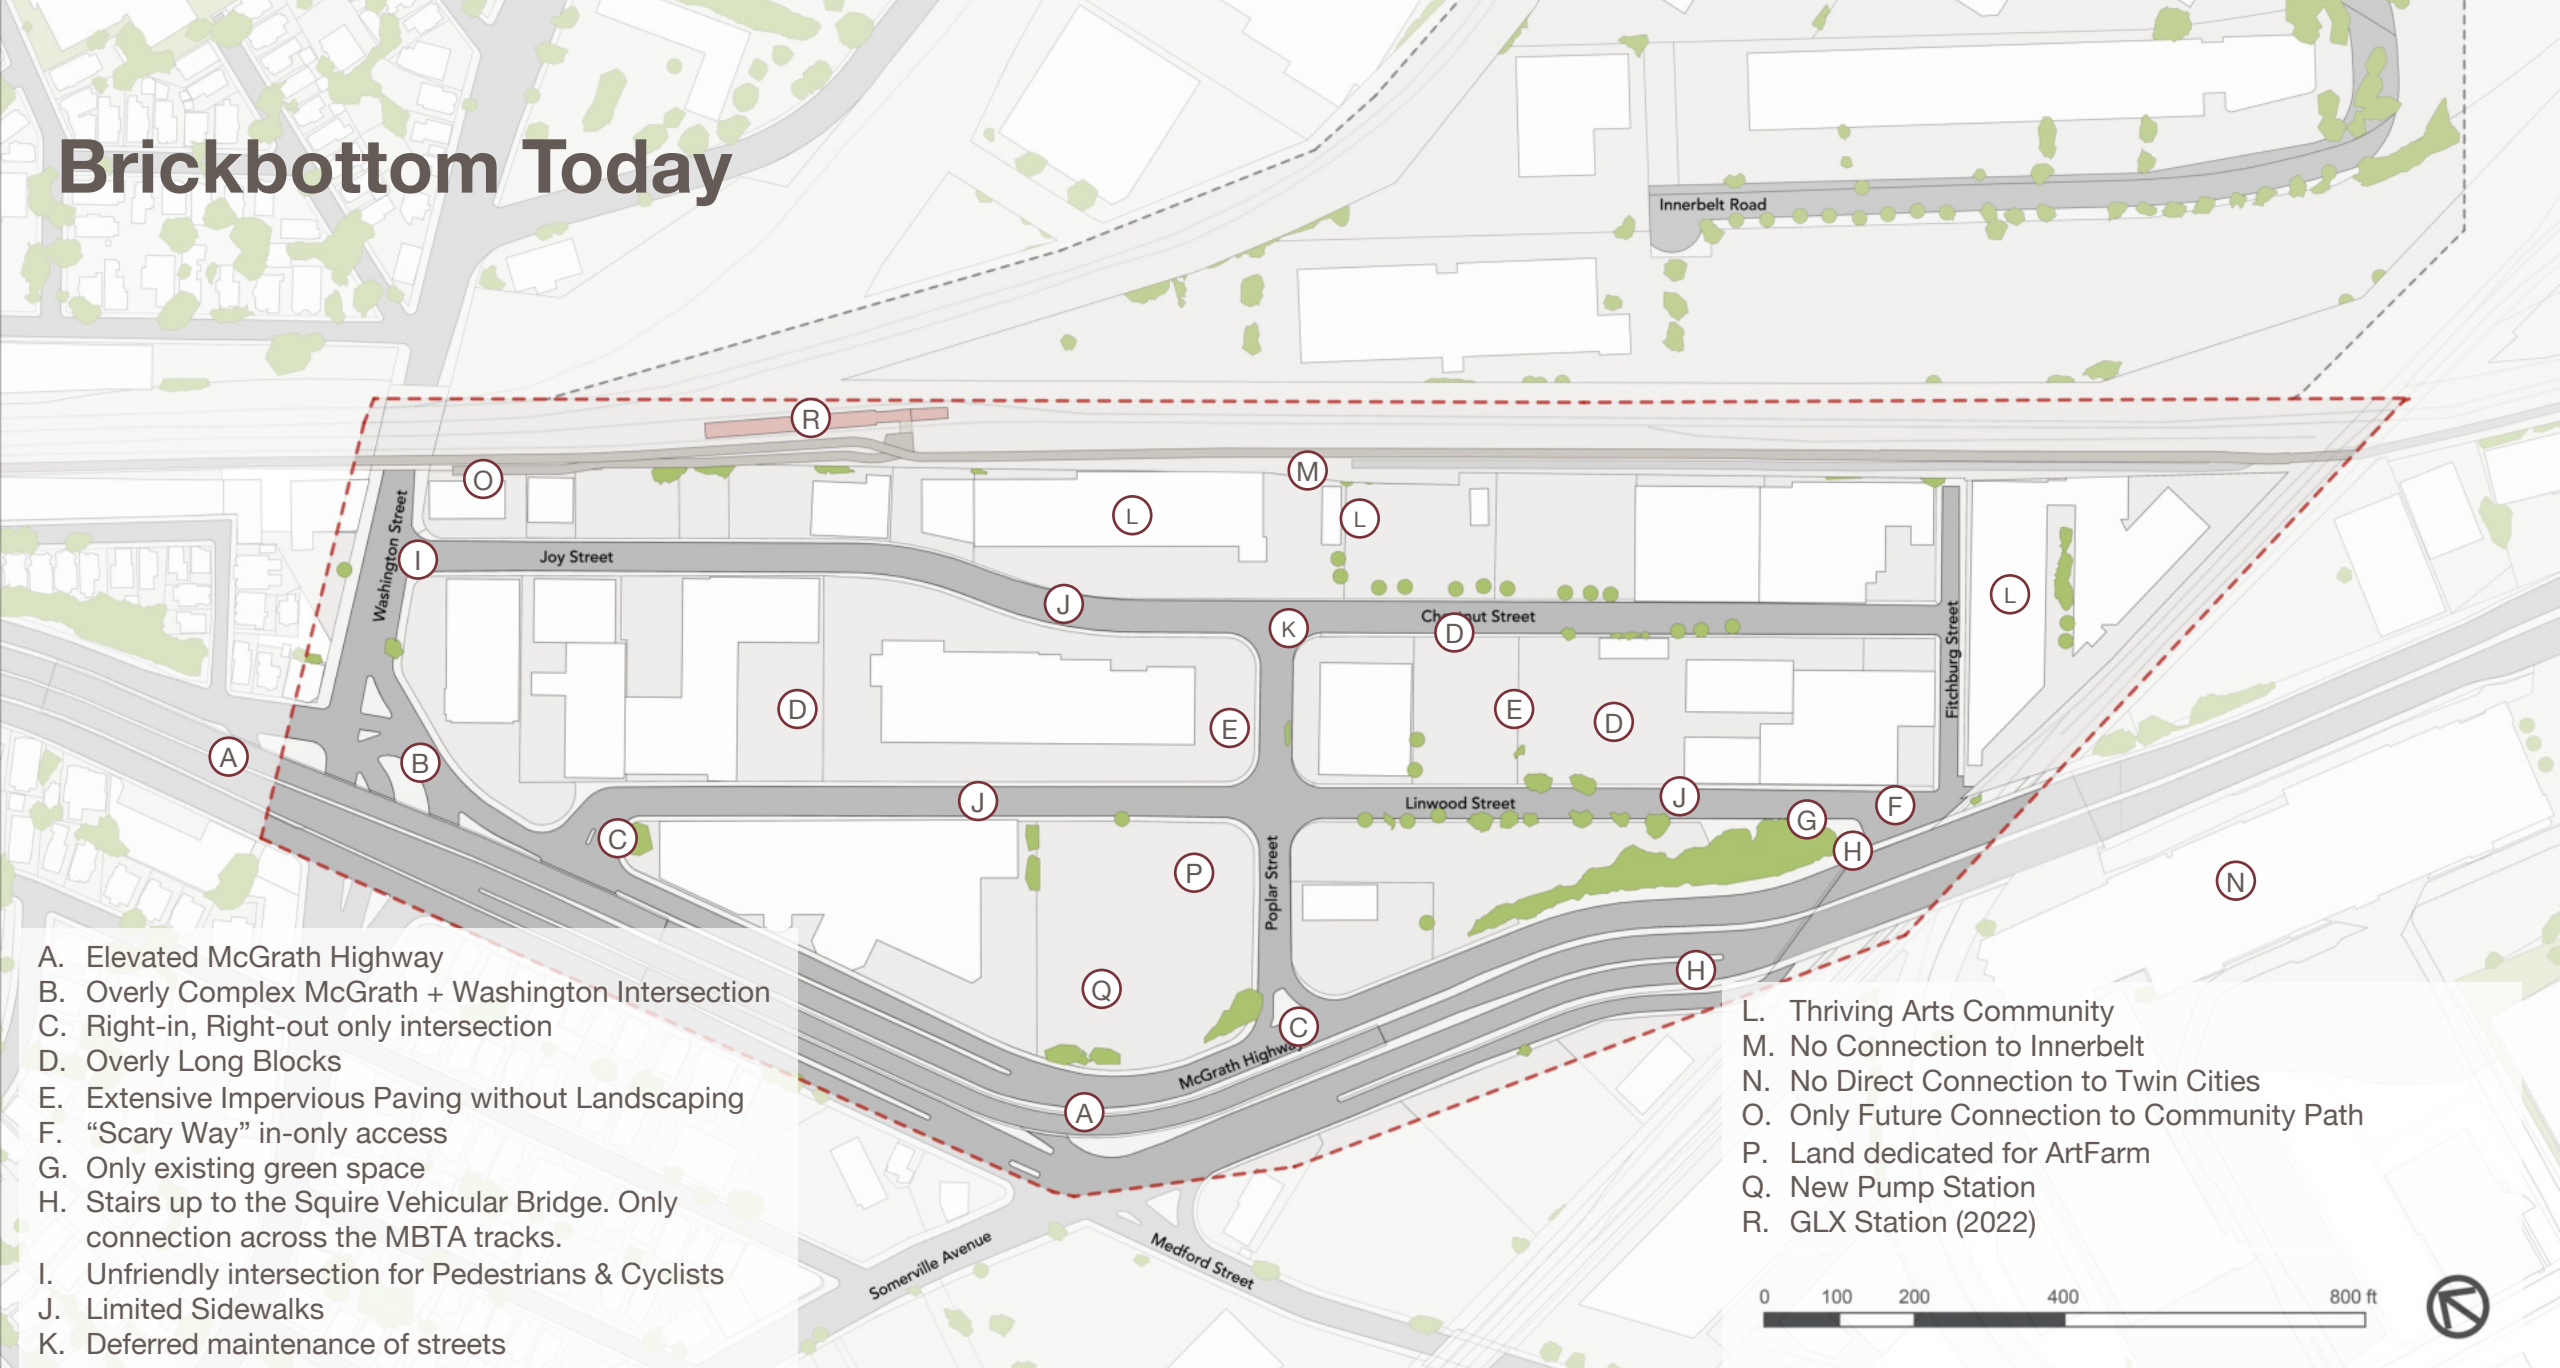 Brickbottom Today
Innerbelt Road
R
O
M
L
L
Washington Street
I
Joy Street
J
K
Chestnut Street
D
L
Fitchburg Street
D
E
E
D
A
B
J
Linwood Street
J
G
F
C
H
P
Poplar Street
N
Q
H
C
McGrath Highway
A
Somerville Avenue
Medford Street
A. Elevated McGrath Highway
B. Overly Complex McGrath + Washington Intersection
C. Right-in, Right-out only intersection
D. Overly Long Blocks
E. Extensive Impervious Paving without Landscaping
F. “Scary Way” in-only access
G. Only existing green space
H. Stairs up to the Squire Vehicular Bridge. Only
connection across the MBTA tracks.
I. Unfriendly intersection for Pedestrians & Cyclists
J. Limited Sidewalks
K. Deferred maintenance of streets
L. Thriving Arts Community
M. No Connection to Innerbelt
N. No Direct Connection to Twin Cities
O. Only Future Connection to Community Path
P. Land dedicated for ArtFarm
Q. New Pump Station
R. GLX Station (2022)
0 100 200 400 800 ft